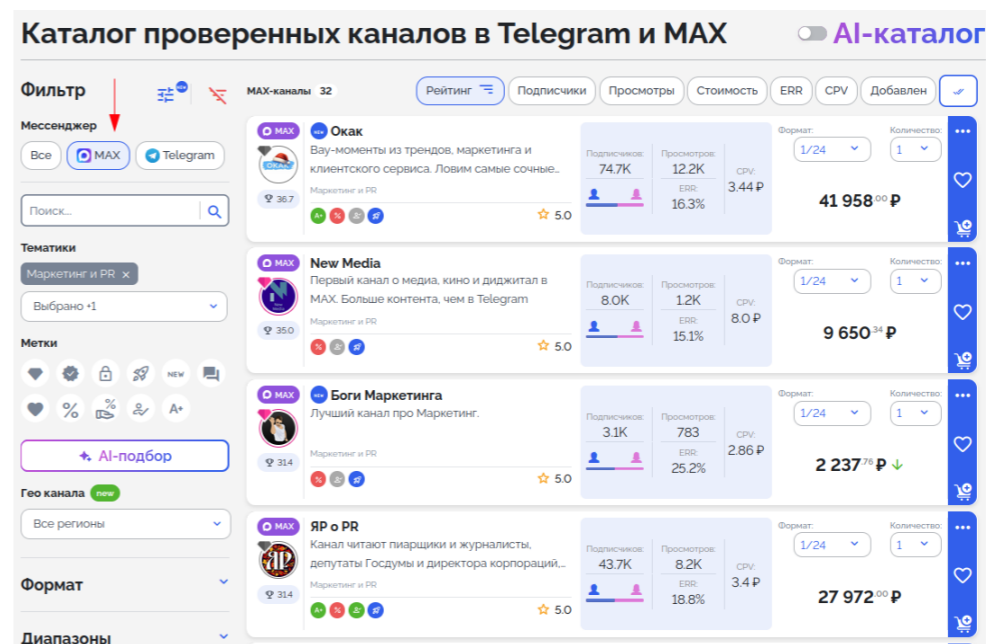 Каталог проверенных каналов в Telegram и MAX
AI-каталог
Фильтр
NEW
Мессенджер
Все
MAX
Telegram
Поиск...
Тематики
Маркетинг и PR ×
Выбрано +1
Метки
NEW
%
%
A+
AI-подбор
Гео канала new
Все регионы
Формат
Диапазоны
MAX-каналы 32
Рейтинг
Подписчики
Просмотры
Стоимость
ERR
CPV
Добавлен
MAX
NEW Окак
Вау-моменты из трендов, маркетинга и
клиентского сервиса. Ловим самые сочные...
Маркетинг и PR
36.7
A+ %
5.0
Подписчиков:
74.7K
Просмотров:
12.2K
ERR:
16.3%
CPV:
3.44 ₽
Формат:
1/24
Количество:
1
41 958.00 ₽
MAX
New Media
Первый канал о медиа, кино и диджитал в
MAX. Больше контента, чем в Telegram
Маркетинг и PR
35.0
%
5.0
Подписчиков:
8.0K
Просмотров:
1.2K
ERR:
15.1%
CPV:
8.0 ₽
Формат:
1/24
Количество:
1
9 650.34 ₽
MAX
NEW Боги Маркетинга
Лучший канал про Маркетинг.
Маркетинг и PR
31.4
%
5.0
Подписчиков:
3.1K
Просмотров:
783
ERR:
25.2%
CPV:
2.86 ₽
Формат:
1/24
Количество:
1
2 237.76 ₽
MAX
ЯР о PR
Канал читают пиарщики и журналисты,
депутаты Госдумы и директора корпораций,...
Маркетинг и PR
31.4
A+ %
5.0
Подписчиков:
43.7K
Просмотров:
8.2K
ERR:
18.8%
CPV:
3.4 ₽
Формат:
1/24
Количество:
1
27 972.00 ₽